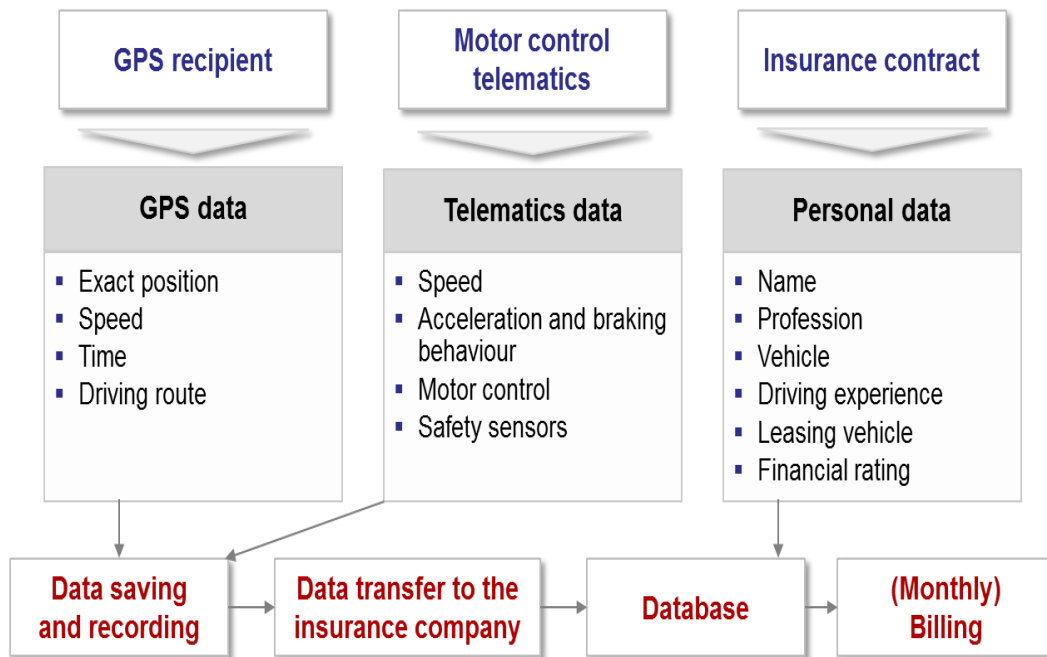 GPS recipient
Motor control
telematics
Insurance contract
GPS data
Exact position
Speed
Time
Driving route
Telematics data
Speed
Acceleration and braking
behaviour
Motor control
Safety sensors
Personal data
Name
Profession
Vehicle
Driving experience
Leasing vehicle
Financial rating
Data saving
and recording
Data transfer to the
insurance company
Database
(Monthly)
Billing